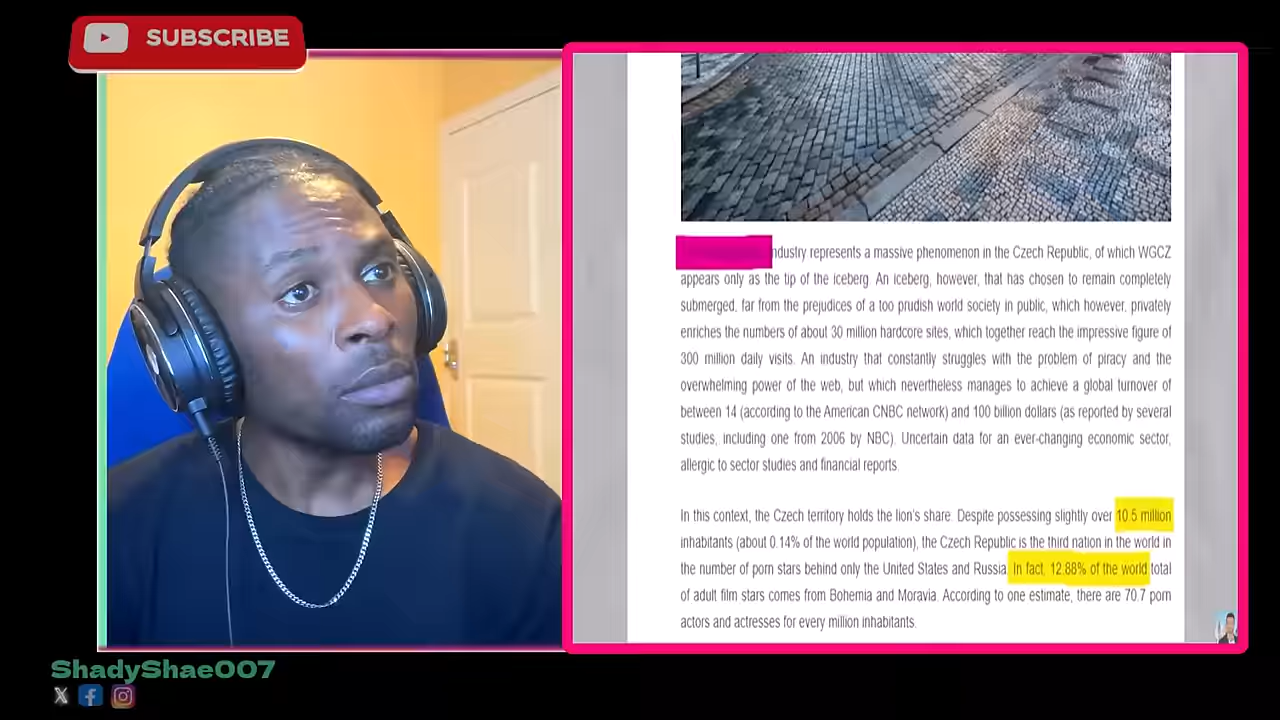 SUBSCRIBE
ndustry represents a massive phenomenon in the Czech Republic, of which WGCZ
appears only as the tip of the iceberg. An iceberg, however, that has chosen to remain completely
submerged, far from the prejudices of a too prudish world society in public, which however, privately
enriches the numbers of about 30 million hardcore sites, which together reach the impressive figure of
300 million daily visits. An industry that constantly struggles with the problem of piracy and the
overwhelming power of the web, but which nevertheless manages to achieve a global turnover of
between 14 (according to the American CNBC network) and 100 billion dollars (as reported by several
studies, including one from 2006 by NBC). Uncertain data for an ever-changing economic sector,
allergic to sector studies and financial reports.
In this context, the Czech territory holds the lion's share. Despite possessing slightly over 10.5 million
inhabitants (about 0.14% of the world population), the Czech Republic is the third nation in the world in
the number of porn stars behind only the United States and Russia. In fact, 12.88% of the world total
of adult film stars comes from Bohemia and Moravia. According to one estimate, there are 70.7 porn
actors and actresses for every million inhabitants.
ShadyShae007